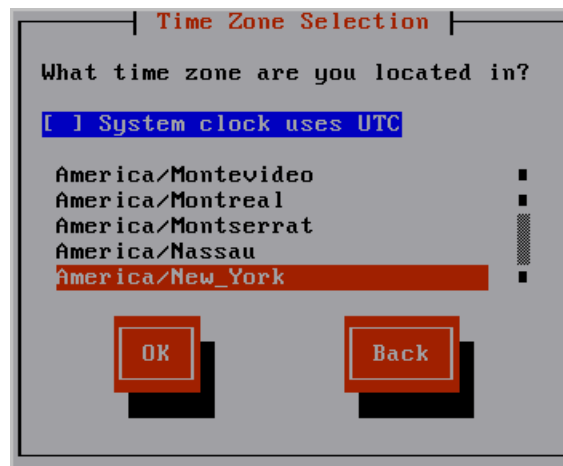 Time Zone Selection
What time zone are you located in?
[ ] System clock uses UTC
America/Montevideo
America/Montreal
America/Montserrat
America/Nassau
America/New_York
OK Back